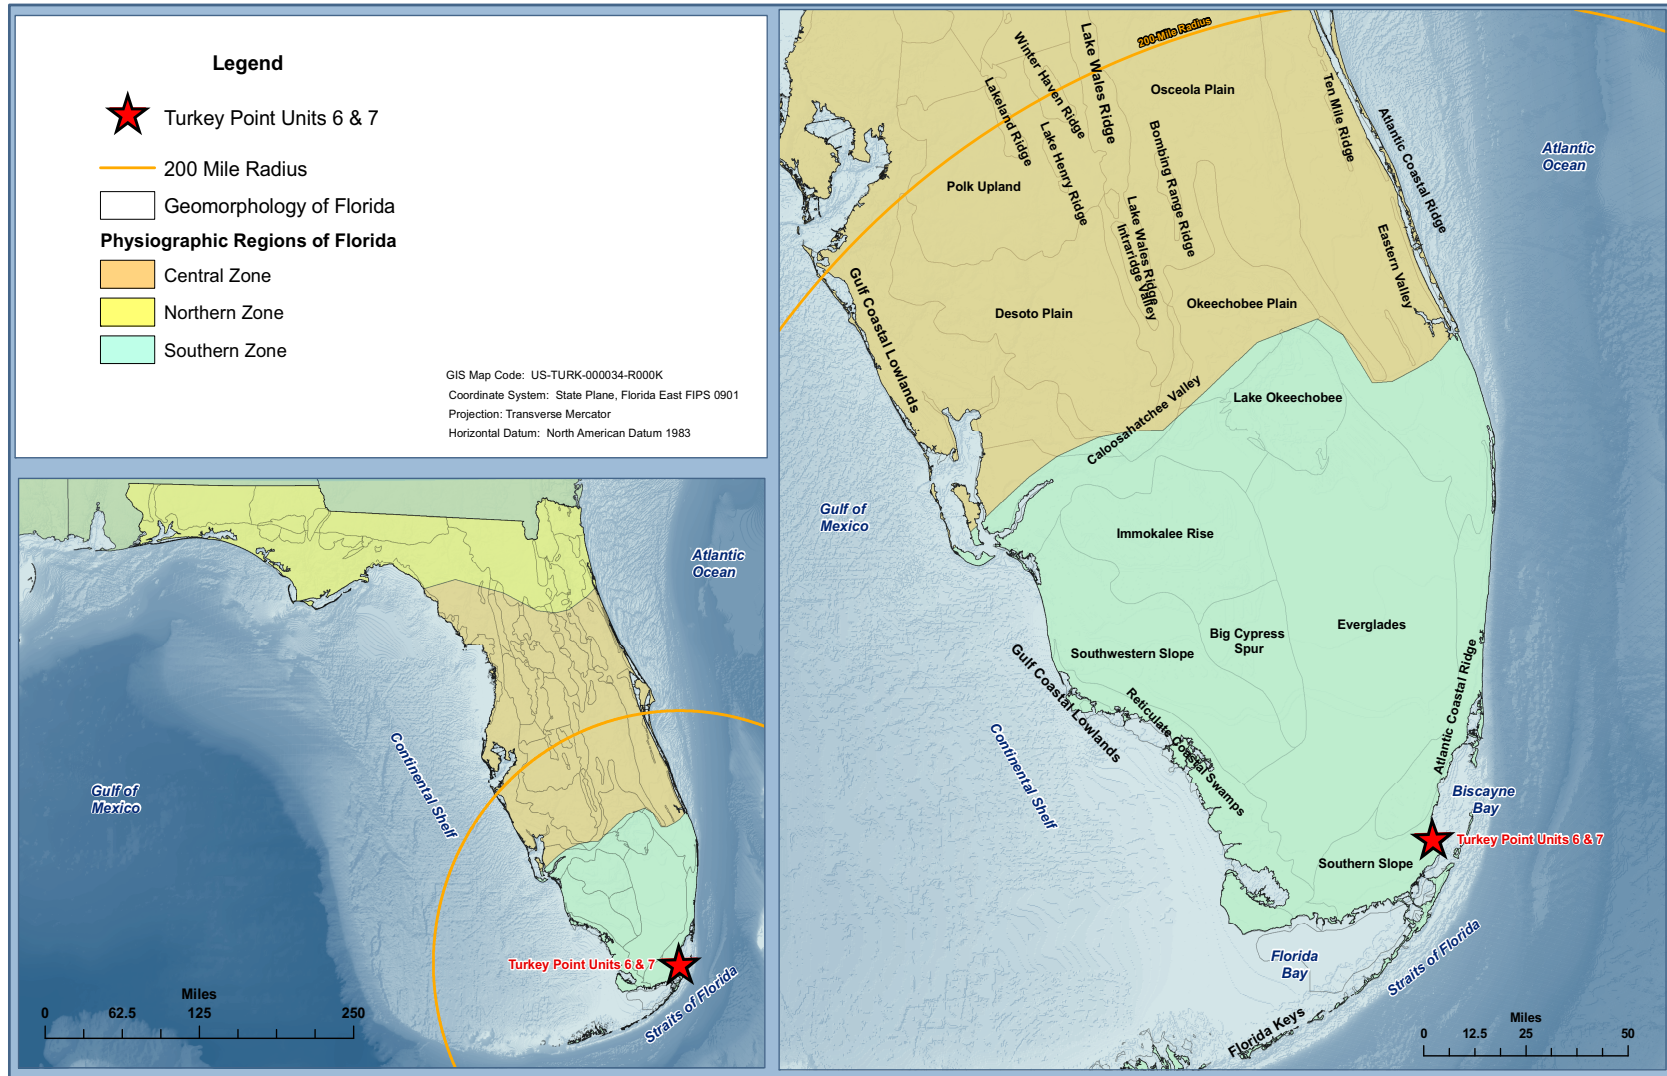 Legend
Turkey Point Units 6 & 7
200 Mile Radius
Geomorphology of Florida
Physiographic Regions of Florida
Central Zone
Northern Zone
Southern Zone
GIS Map Code: US-TURK-000034-R000K
Coordinate System: State Plane, Florida East FIPS 0901
Projection: Transverse Mercator
Horizontal Datum: North American Datum 1983
Atlantic
Ocean
Gulf of
Mexico
Continental Shelf
Turkey Point Units 6 & 7
Straits of Florida
Miles
0 62.5 125 250
200-Mile Radius
Lake Wales Ridge
Winter Haven Ridge
Lakeland Ridge
Osceola Plain
Ten Mile Ridge
Atlantic Coastal Ridge
Atlantic
Ocean
Lake Henry Ridge
Bombing Range Ridge
Polk Upland
Lake Wales Ridge
Intraridge Valley
Eastern Valley
Gulf Coastal Lowlands
Desoto Plain
Okeechobee Plain
Caloosahatchee Valley
Lake Okeechobee
Gulf of
Mexico
Immokalee Rise
Everglades
Big Cypress
Spur
Southwestern Slope
Gulf Coastal Lowlands
Reticulate Coastal Swamps
Atlantic Coastal Ridge
Continental Shelf
Biscayne
Bay
Turkey Point Units 6 & 7
Southern Slope
Florida
Bay
Straits of Florida
Florida Keys
Miles
0 12.5 25 50